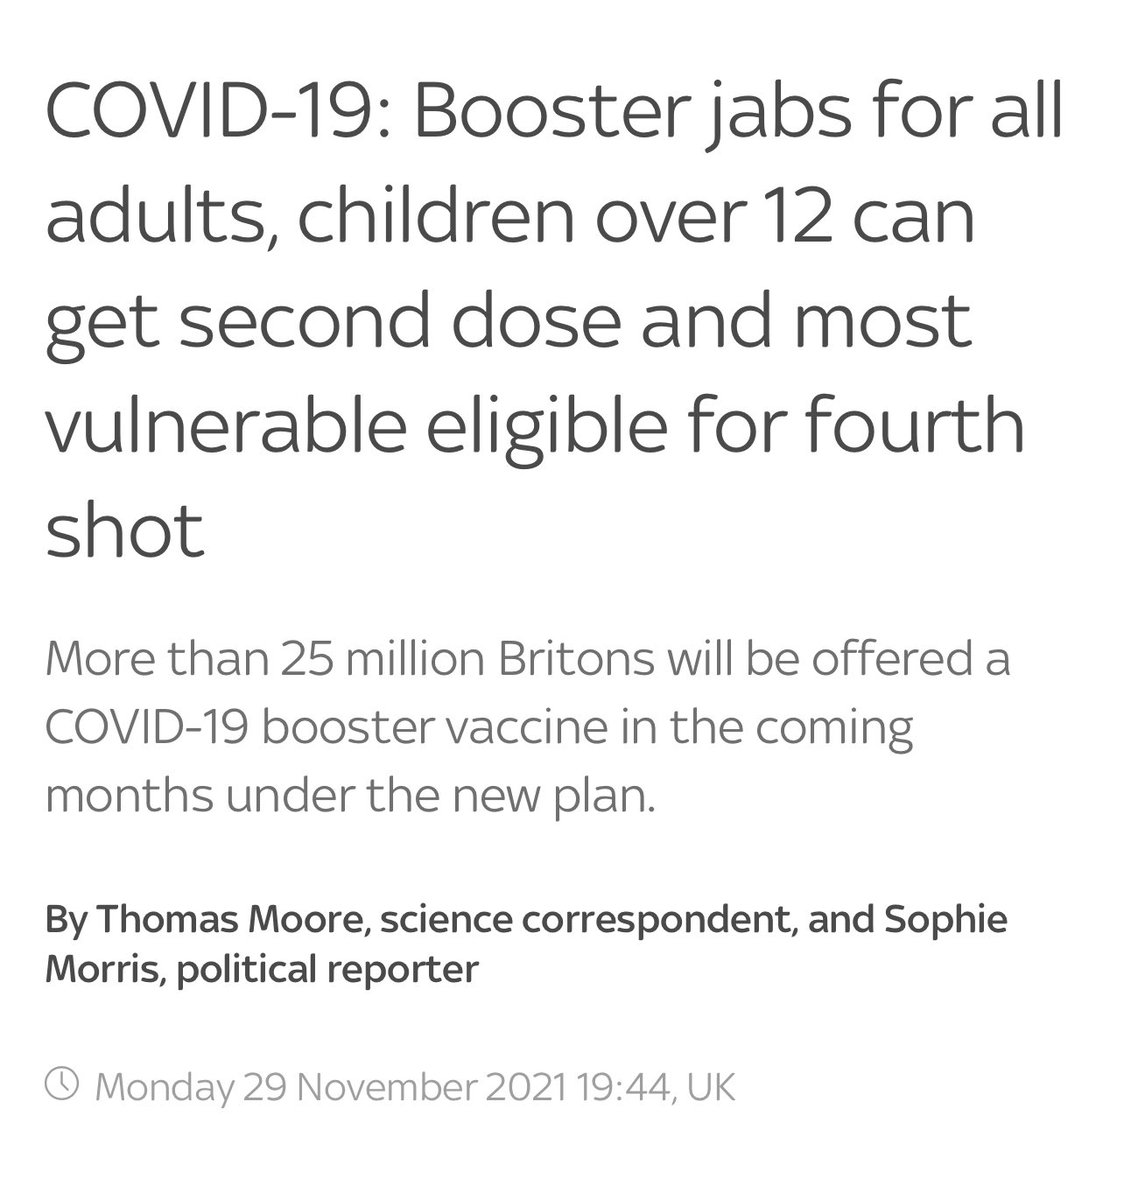 COVID-19: Booster jabs for all
adults, children over 12 can
get second dose and most
vulnerable eligible for fourth
shot
More than 25 million Britons will be offered a
COVID-19 booster vaccine in the coming
months under the new plan.
By Thomas Moore, science correspondent, and Sophie
Morris, political reporter
Monday 29 November 2021 19:44, UK